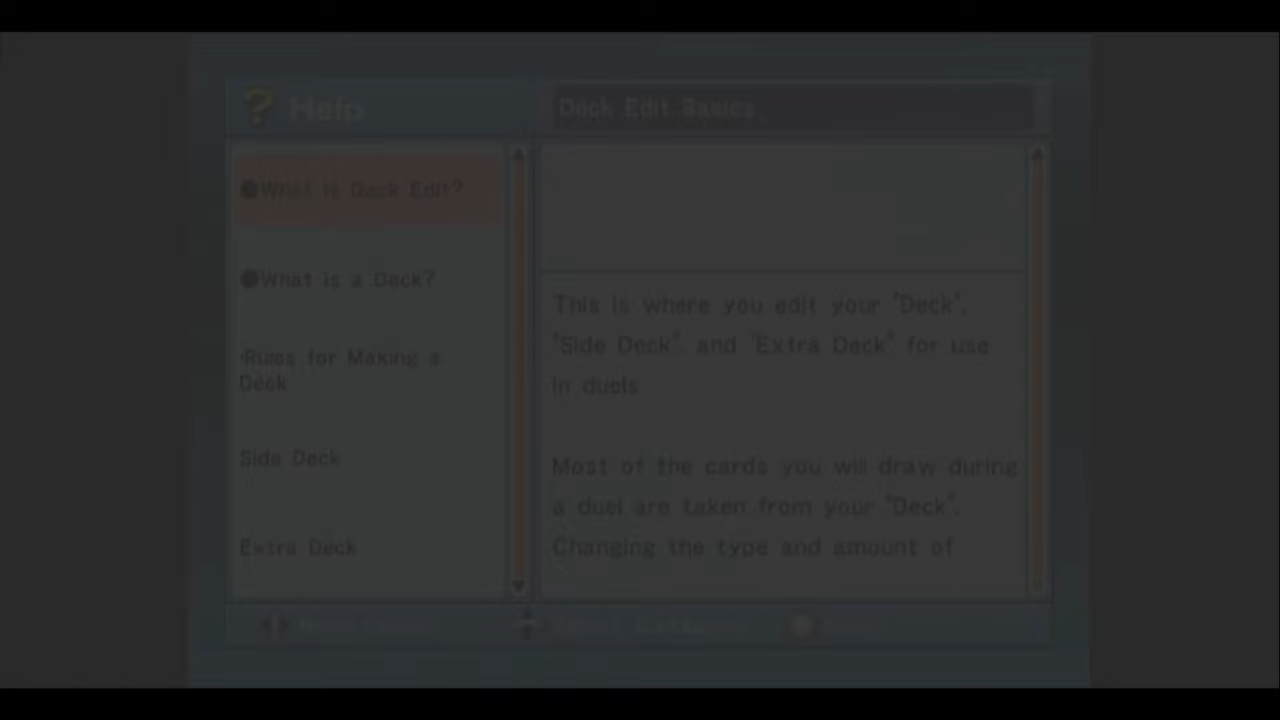 ? Help
Deck Edit Basics
●What is Deck Edit?
●What is a Deck?
·Rules for Making a
Deck
Side Deck
Extra Deck
This is where you edit your "Deck",
"Side Deck", and "Extra Deck" for use
in duels.
Most of the cards you will draw during
a duel are taken from your "Deck".
Changing the type and amount of